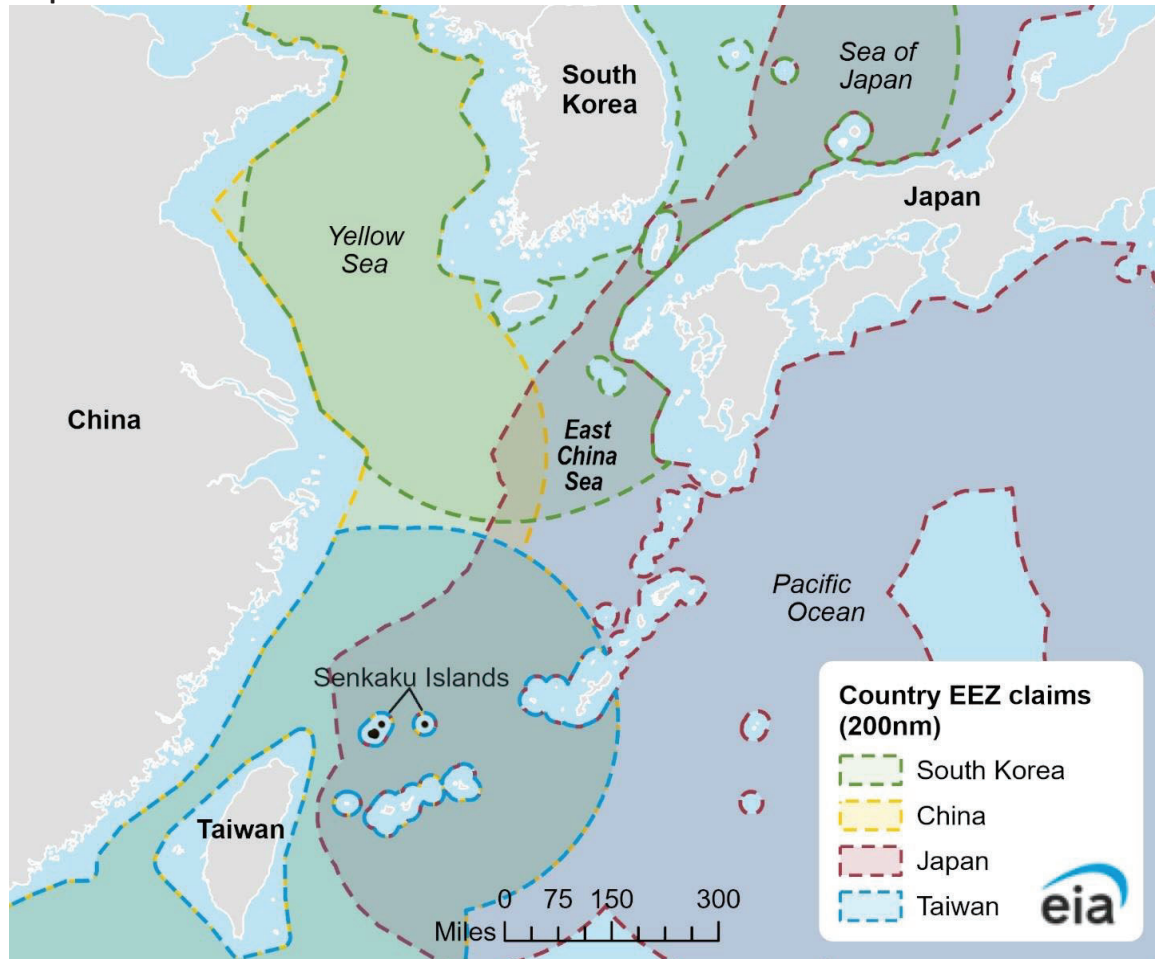 South
Korea
Sea of
Japan
Japan
Yellow
Sea
China
East
China
Sea
Pacific
Ocean
Senkaku Islands
Taiwan
0 75 150 300
Miles
Country EEZ claims
(200nm)
South Korea
China
Japan
Taiwan
eia